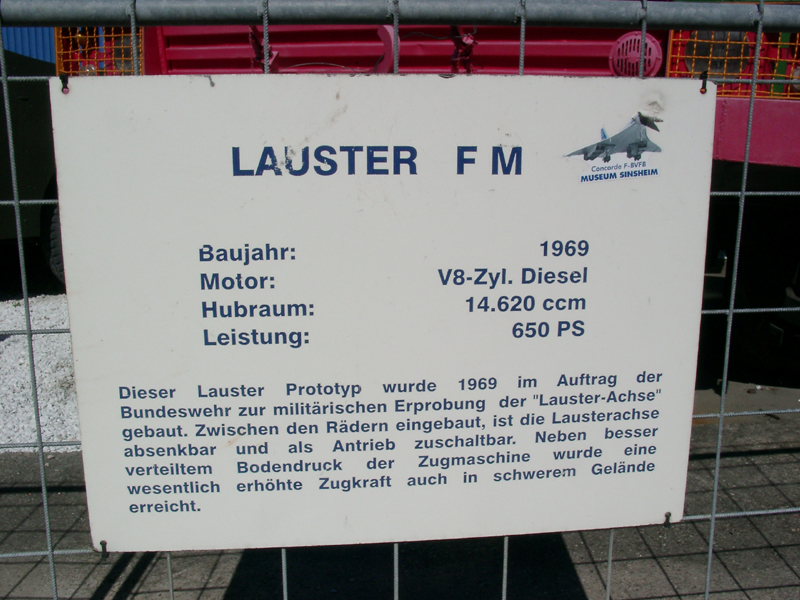 LAUSTER FM
Concorde F-BVFB
MUSEUM SINSHEIM
Baujahr: 1969
Motor: V8-Zyl. Diesel
Hubraum: 14.620 ccm
Leistung: 650 PS
Dieser Lauster Prototyp wurde 1969 im Auftrag der
Bundeswehr zur militärischen Erprobung der "Lauster-Achse"
gebaut. Zwischen den Rädern eingebaut, ist die Lausterachse
absenkbar und als Antrieb zuschaltbar. Neben besser
verteiltem Bodendruck der Zugmaschine wurde eine
wesentlich erhöhte Zugkraft auch in schwerem Gelände
erreicht.